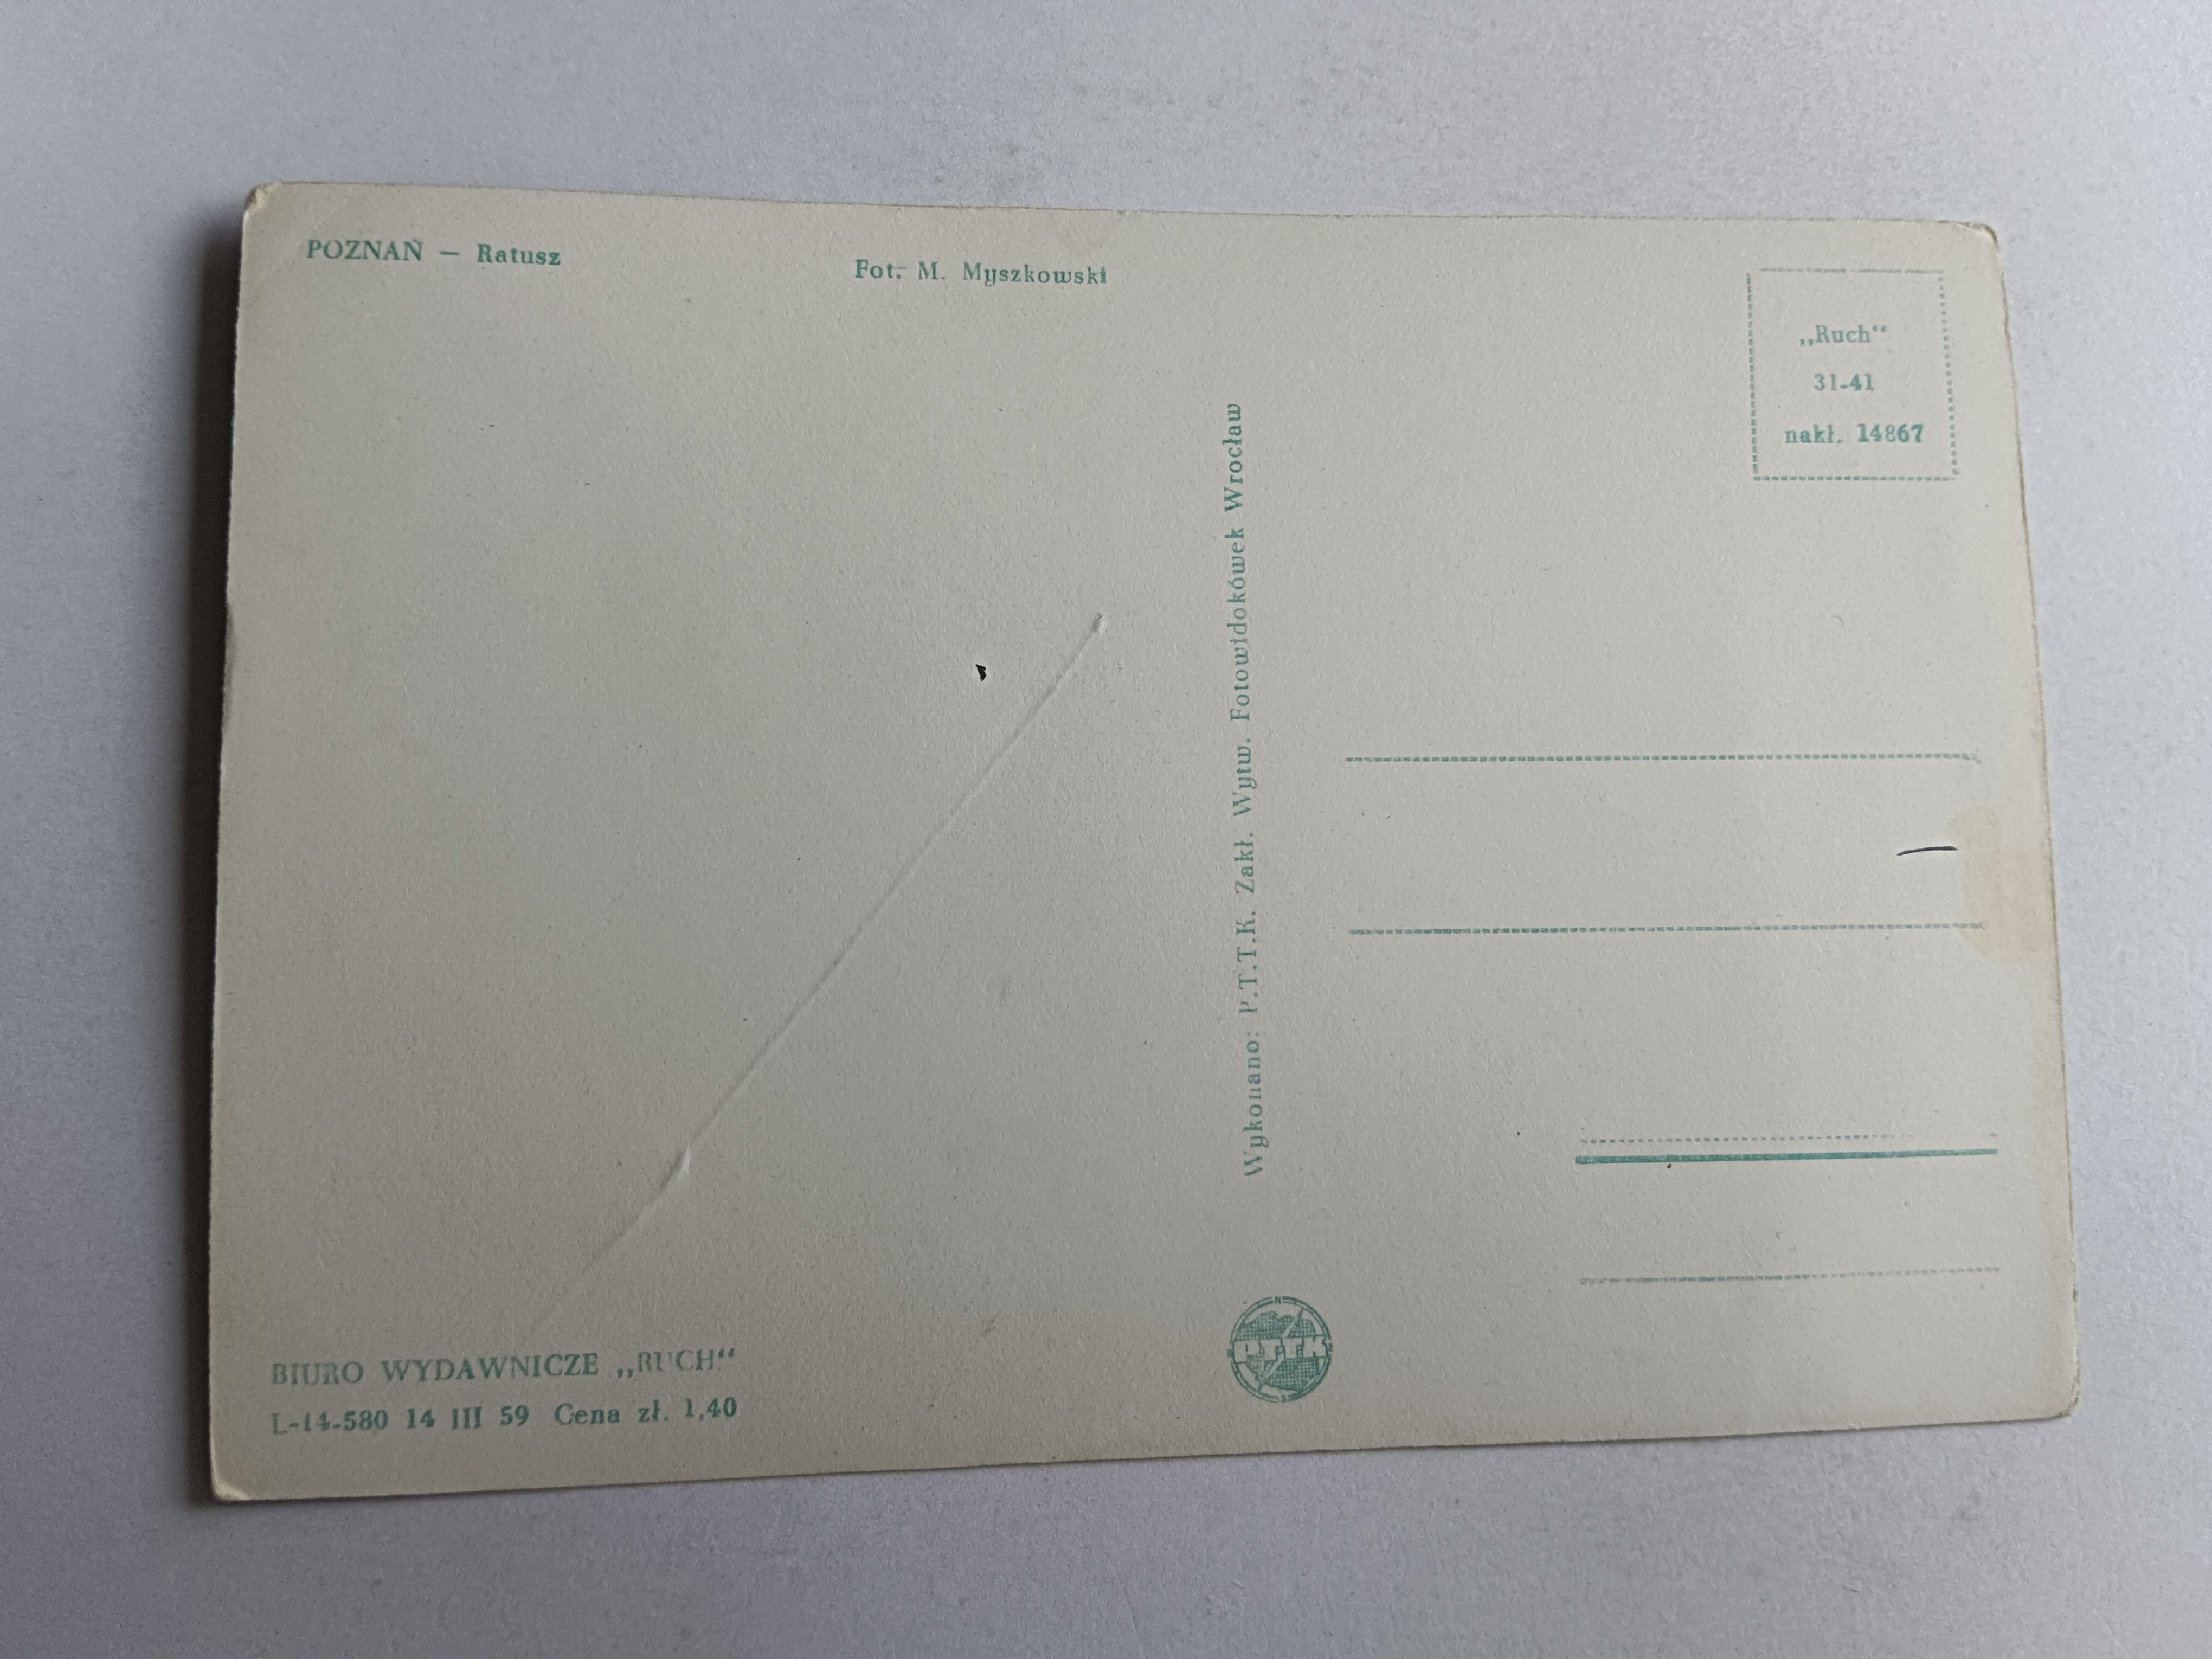 POZNAŃ — Ratusz
Fot. M. Myszkowski
„Ruch“
31-41
nakł. 14867
Wykonano: P.T.T.K. Zakł. Wytw. Fotowidokówek Wrocław
BIURO WYDAWNICZE „RUCH“
L-14-580 14 III 59 Cena zł. 1,40
PTTK